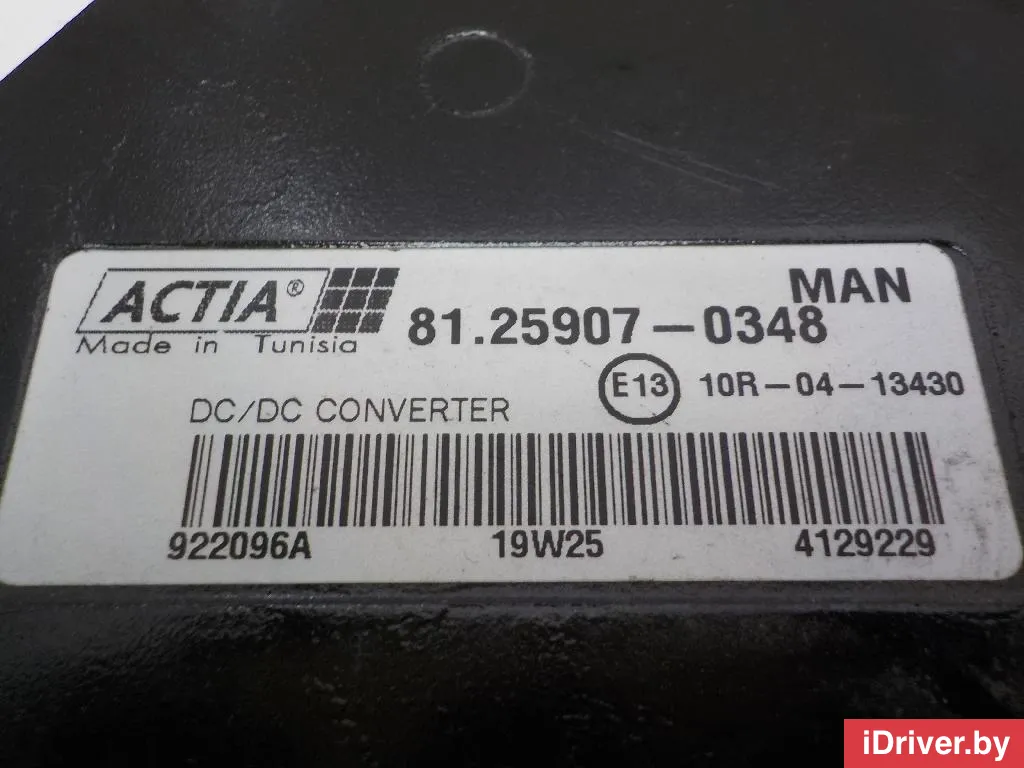 ACTIA®
Made in Tunisia
MAN
81.25907-0348
E13 10R-04-13430
DC/DC CONVERTER
922096A 19W25 4129229
iDriver.by